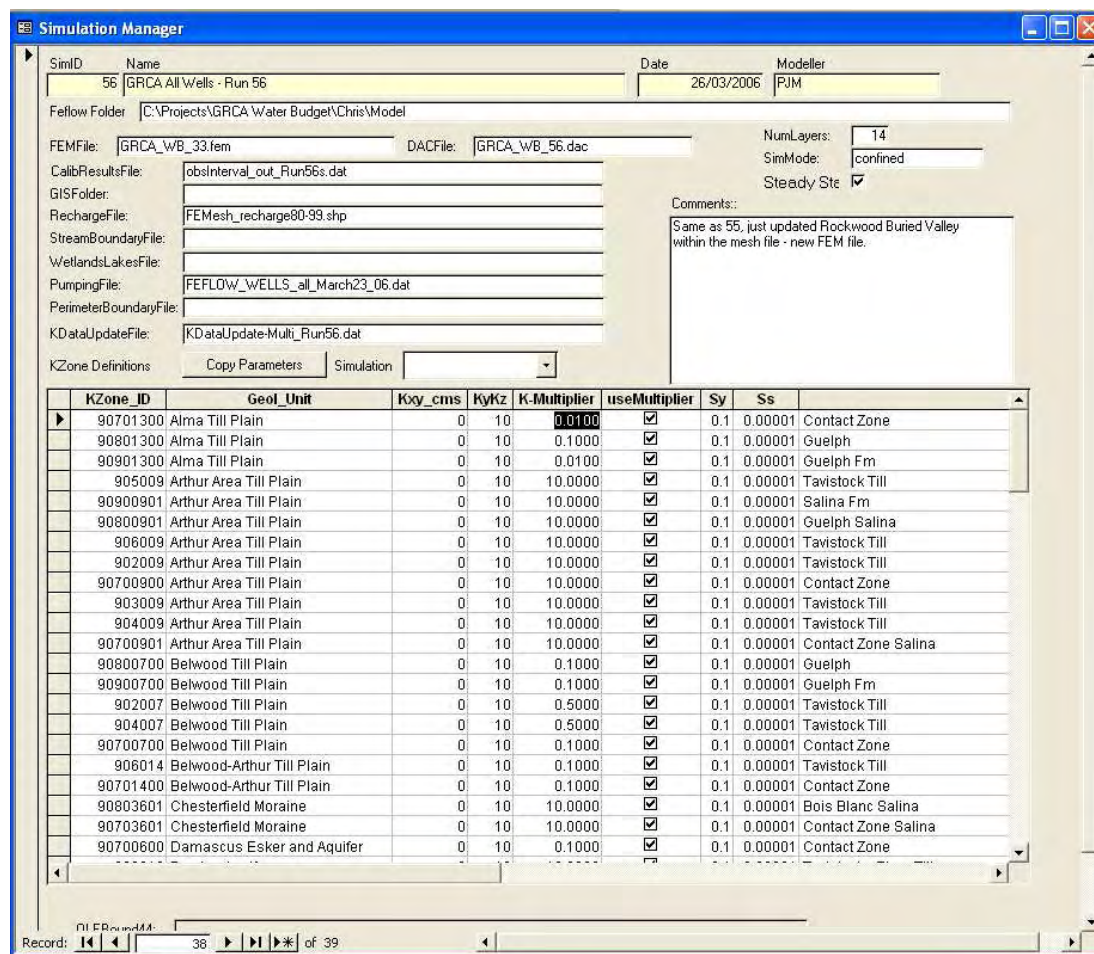 Simulation Manager
SimID Name Date Modeller
56 GRCA All Wells - Run 56 26/03/2006 PJM
Feflow Folder C:\Projects\GRCA Water Budget\Chris\Model
FEMFile: GRCA_WB_33.fem DACFile: GRCA_WB_56.dac NumLayers: 14
SimMode: confined
CalibResultsFile: obsInterval_out_Run56s.dat
Steady Ste
GISFolder:
Comments::
RechargeFile: FEMesh_recharge80-99.shp
Same as 55, just updated Rockwood Buried Valley
within the mesh file - new FEM file.
StreamBoundaryFile:
WetlandsLakesFile:
PumpingFile: FEFLOW_WELLS_all_March23_06.dat
PerimeterBoundaryFile:
KDataUpdateFile: KDataUpdate-Multi_Run56.dat
KZone Definitions Copy Parameters Simulation
KZone_ID Geol_Unit Kxy_cms KyKz K-Multiplier useMultiplier Sy Ss
90701300 Alma Till Plain 0 10 0.0100 0.1 0.00001 Contact Zone
90801300 Alma Till Plain 0 10 0.1000 0.1 0.00001 Guelph
90901300 Alma Till Plain 0 10 0.0100 0.1 0.00001 Guelph Fm
905009 Arthur Area Till Plain 0 10 10.0000 0.1 0.00001 Tavistock Till
90900901 Arthur Area Till Plain 0 10 10.0000 0.1 0.00001 Salina Fm
90800901 Arthur Area Till Plain 0 10 10.0000 0.1 0.00001 Guelph Salina
906009 Arthur Area Till Plain 0 10 10.0000 0.1 0.00001 Tavistock Till
902009 Arthur Area Till Plain 0 10 10.0000 0.1 0.00001 Tavistock Till
90700900 Arthur Area Till Plain 0 10 10.0000 0.1 0.00001 Contact Zone
903009 Arthur Area Till Plain 0 10 10.0000 0.1 0.00001 Tavistock Till
904009 Arthur Area Till Plain 0 10 10.0000 0.1 0.00001 Tavistock Till
90700901 Arthur Area Till Plain 0 10 10.0000 0.1 0.00001 Contact Zone Salina
90800700 Belwood Till Plain 0 10 0.1000 0.1 0.00001 Guelph
90900700 Belwood Till Plain 0 10 0.1000 0.1 0.00001 Guelph Fm
902007 Belwood Till Plain 0 10 0.5000 0.1 0.00001 Tavistock Till
904007 Belwood Till Plain 0 10 0.5000 0.1 0.00001 Tavistock Till
90700700 Belwood Till Plain 0 10 0.1000 0.1 0.00001 Contact Zone
906014 Belwood-Arthur Till Plain 0 10 0.1000 0.1 0.00001 Tavistock Till
90701400 Belwood-Arthur Till Plain 0 10 0.1000 0.1 0.00001 Contact Zone
90803601 Chesterfield Moraine 0 10 10.0000 0.1 0.00001 Bois Blanc Salina
90703601 Chesterfield Moraine 0 10 10.0000 0.1 0.00001 Contact Zone Salina
90700600 Damascus Esker and Aquifer 0 10 0.1000 0.1 0.00001 Contact Zone
Record: 38 of 39